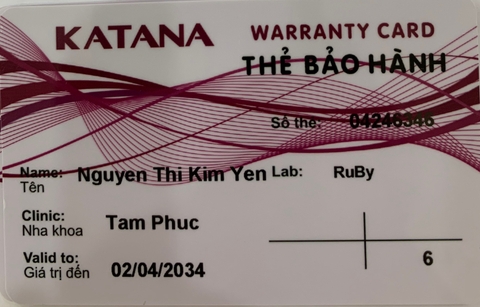 KATANA WARRANTY CARD
THẺ BẢO HÀNH
Số thẻ: 04246346
Name: Nguyen Thi Kim Yen Lab: RuBy
Tên
Clinic: Tam Phuc
Nha khoa
Valid to: 02/04/2034
Giá trị đến
6